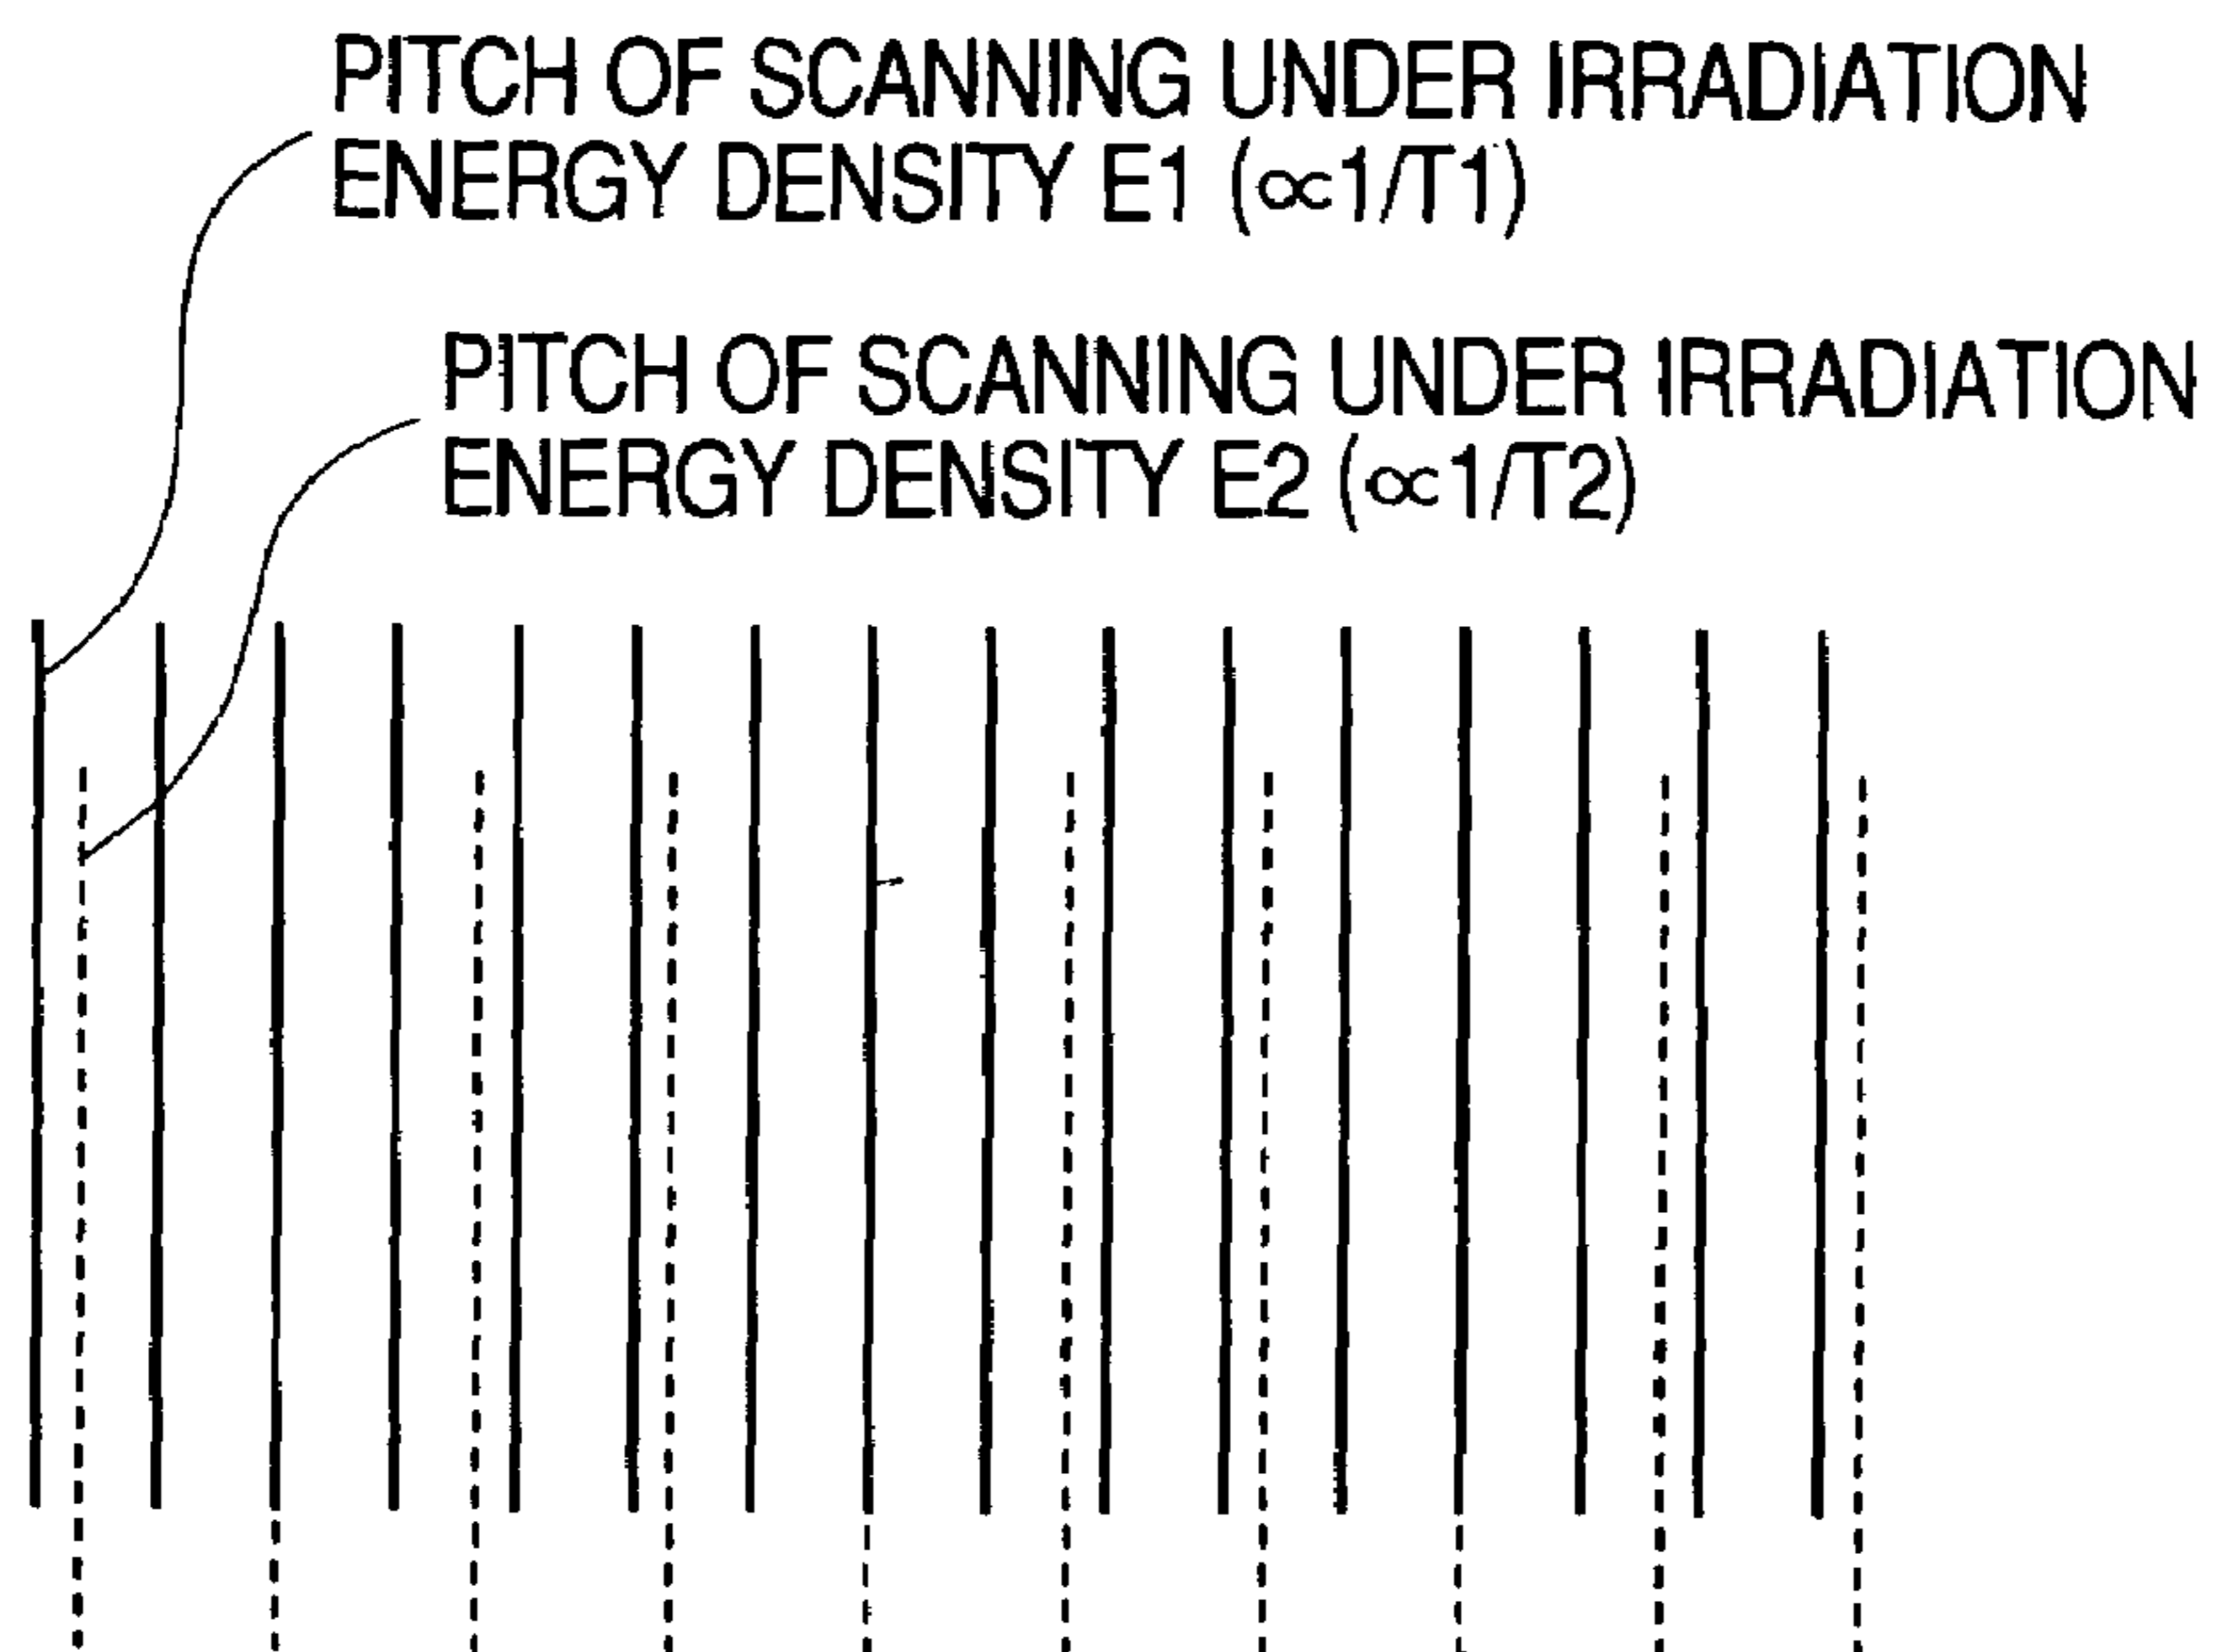 PITCH OF SCANNING UNDER IRRADIATION
ENERGY DENSITY E1 (∝1/T1)
PITCH OF SCANNING UNDER IRRADIATION
ENERGY DENSITY E2 (∝1/T2)